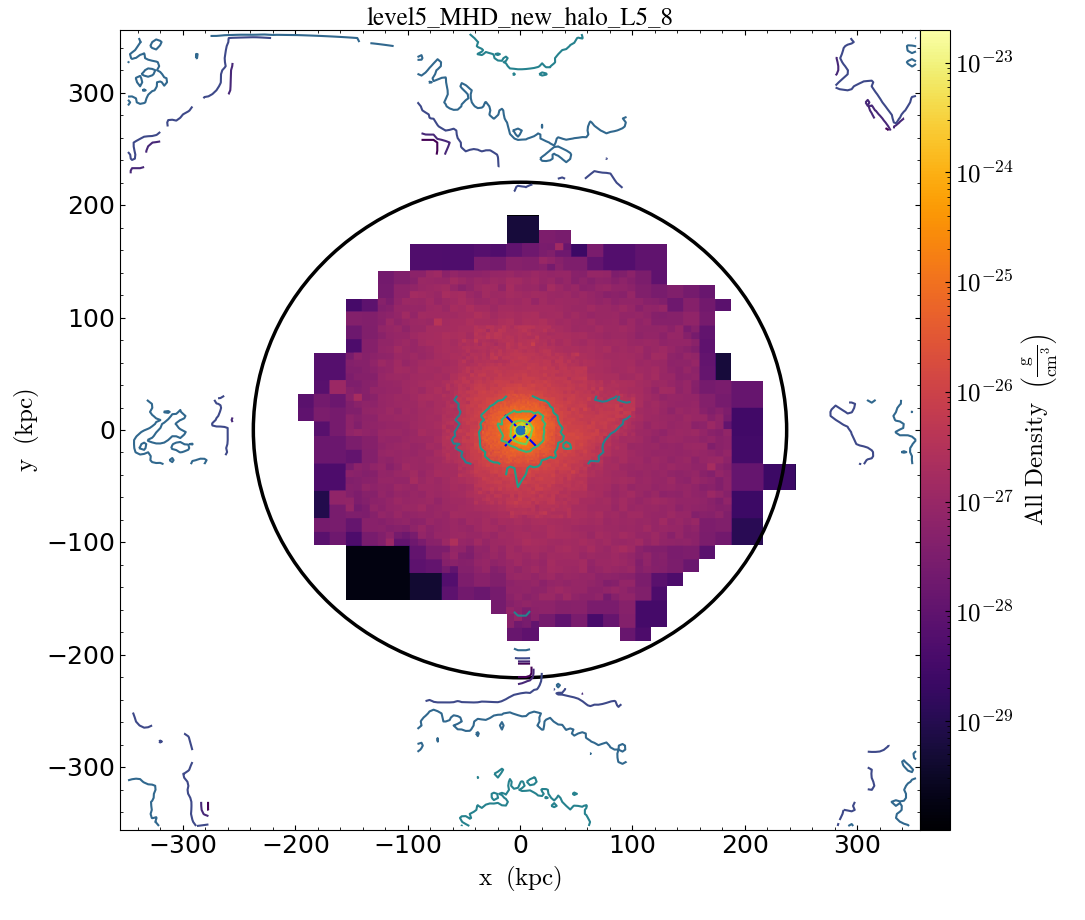 level5_MHD_new_halo_L5_8
300
200
100
0
−100
−200
−300
y (kpc)
−300 −200 −100 0 100 200 300
x (kpc)
10⁻²³
10⁻²⁴
10⁻²⁵
10⁻²⁶
10⁻²⁷
10⁻²⁸
10⁻²⁹
All Density (g/cm³)